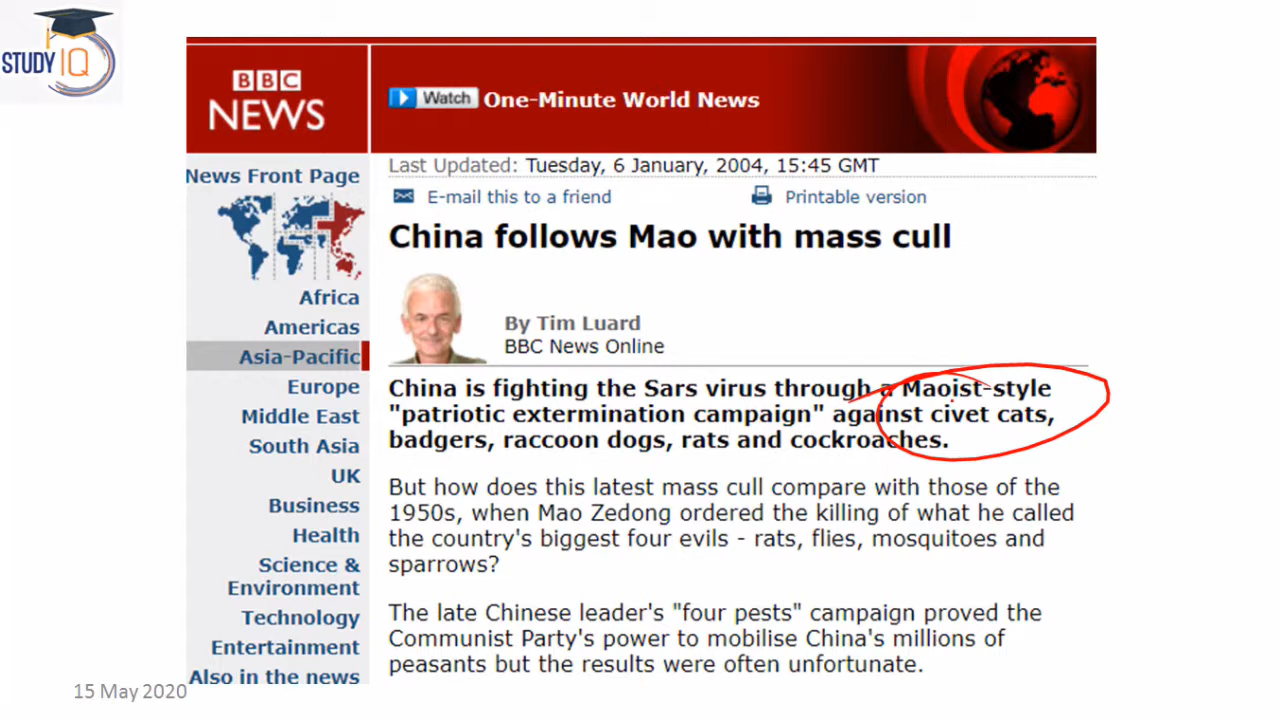 STUDY IQ
BBC
NEWS
Watch One-Minute World News
News Front Page
Africa
Americas
Asia-Pacific
Europe
Middle East
South Asia
UK
Business
Health
Science &
Environment
Technology
Entertainment
Also in the news
Last Updated: Tuesday, 6 January, 2004, 15:45 GMT
E-mail this to a friend Printable version
China follows Mao with mass cull
By Tim Luard
BBC News Online
China is fighting the Sars virus through a Maoist-style
"patriotic extermination campaign" against civet cats,
badgers, raccoon dogs, rats and cockroaches.
But how does this latest mass cull compare with those of the
1950s, when Mao Zedong ordered the killing of what he called
the country's biggest four evils - rats, flies, mosquitoes and
sparrows?
The late Chinese leader's "four pests" campaign proved the
Communist Party's power to mobilise China's millions of
peasants but the results were often unfortunate.
15 May 2020